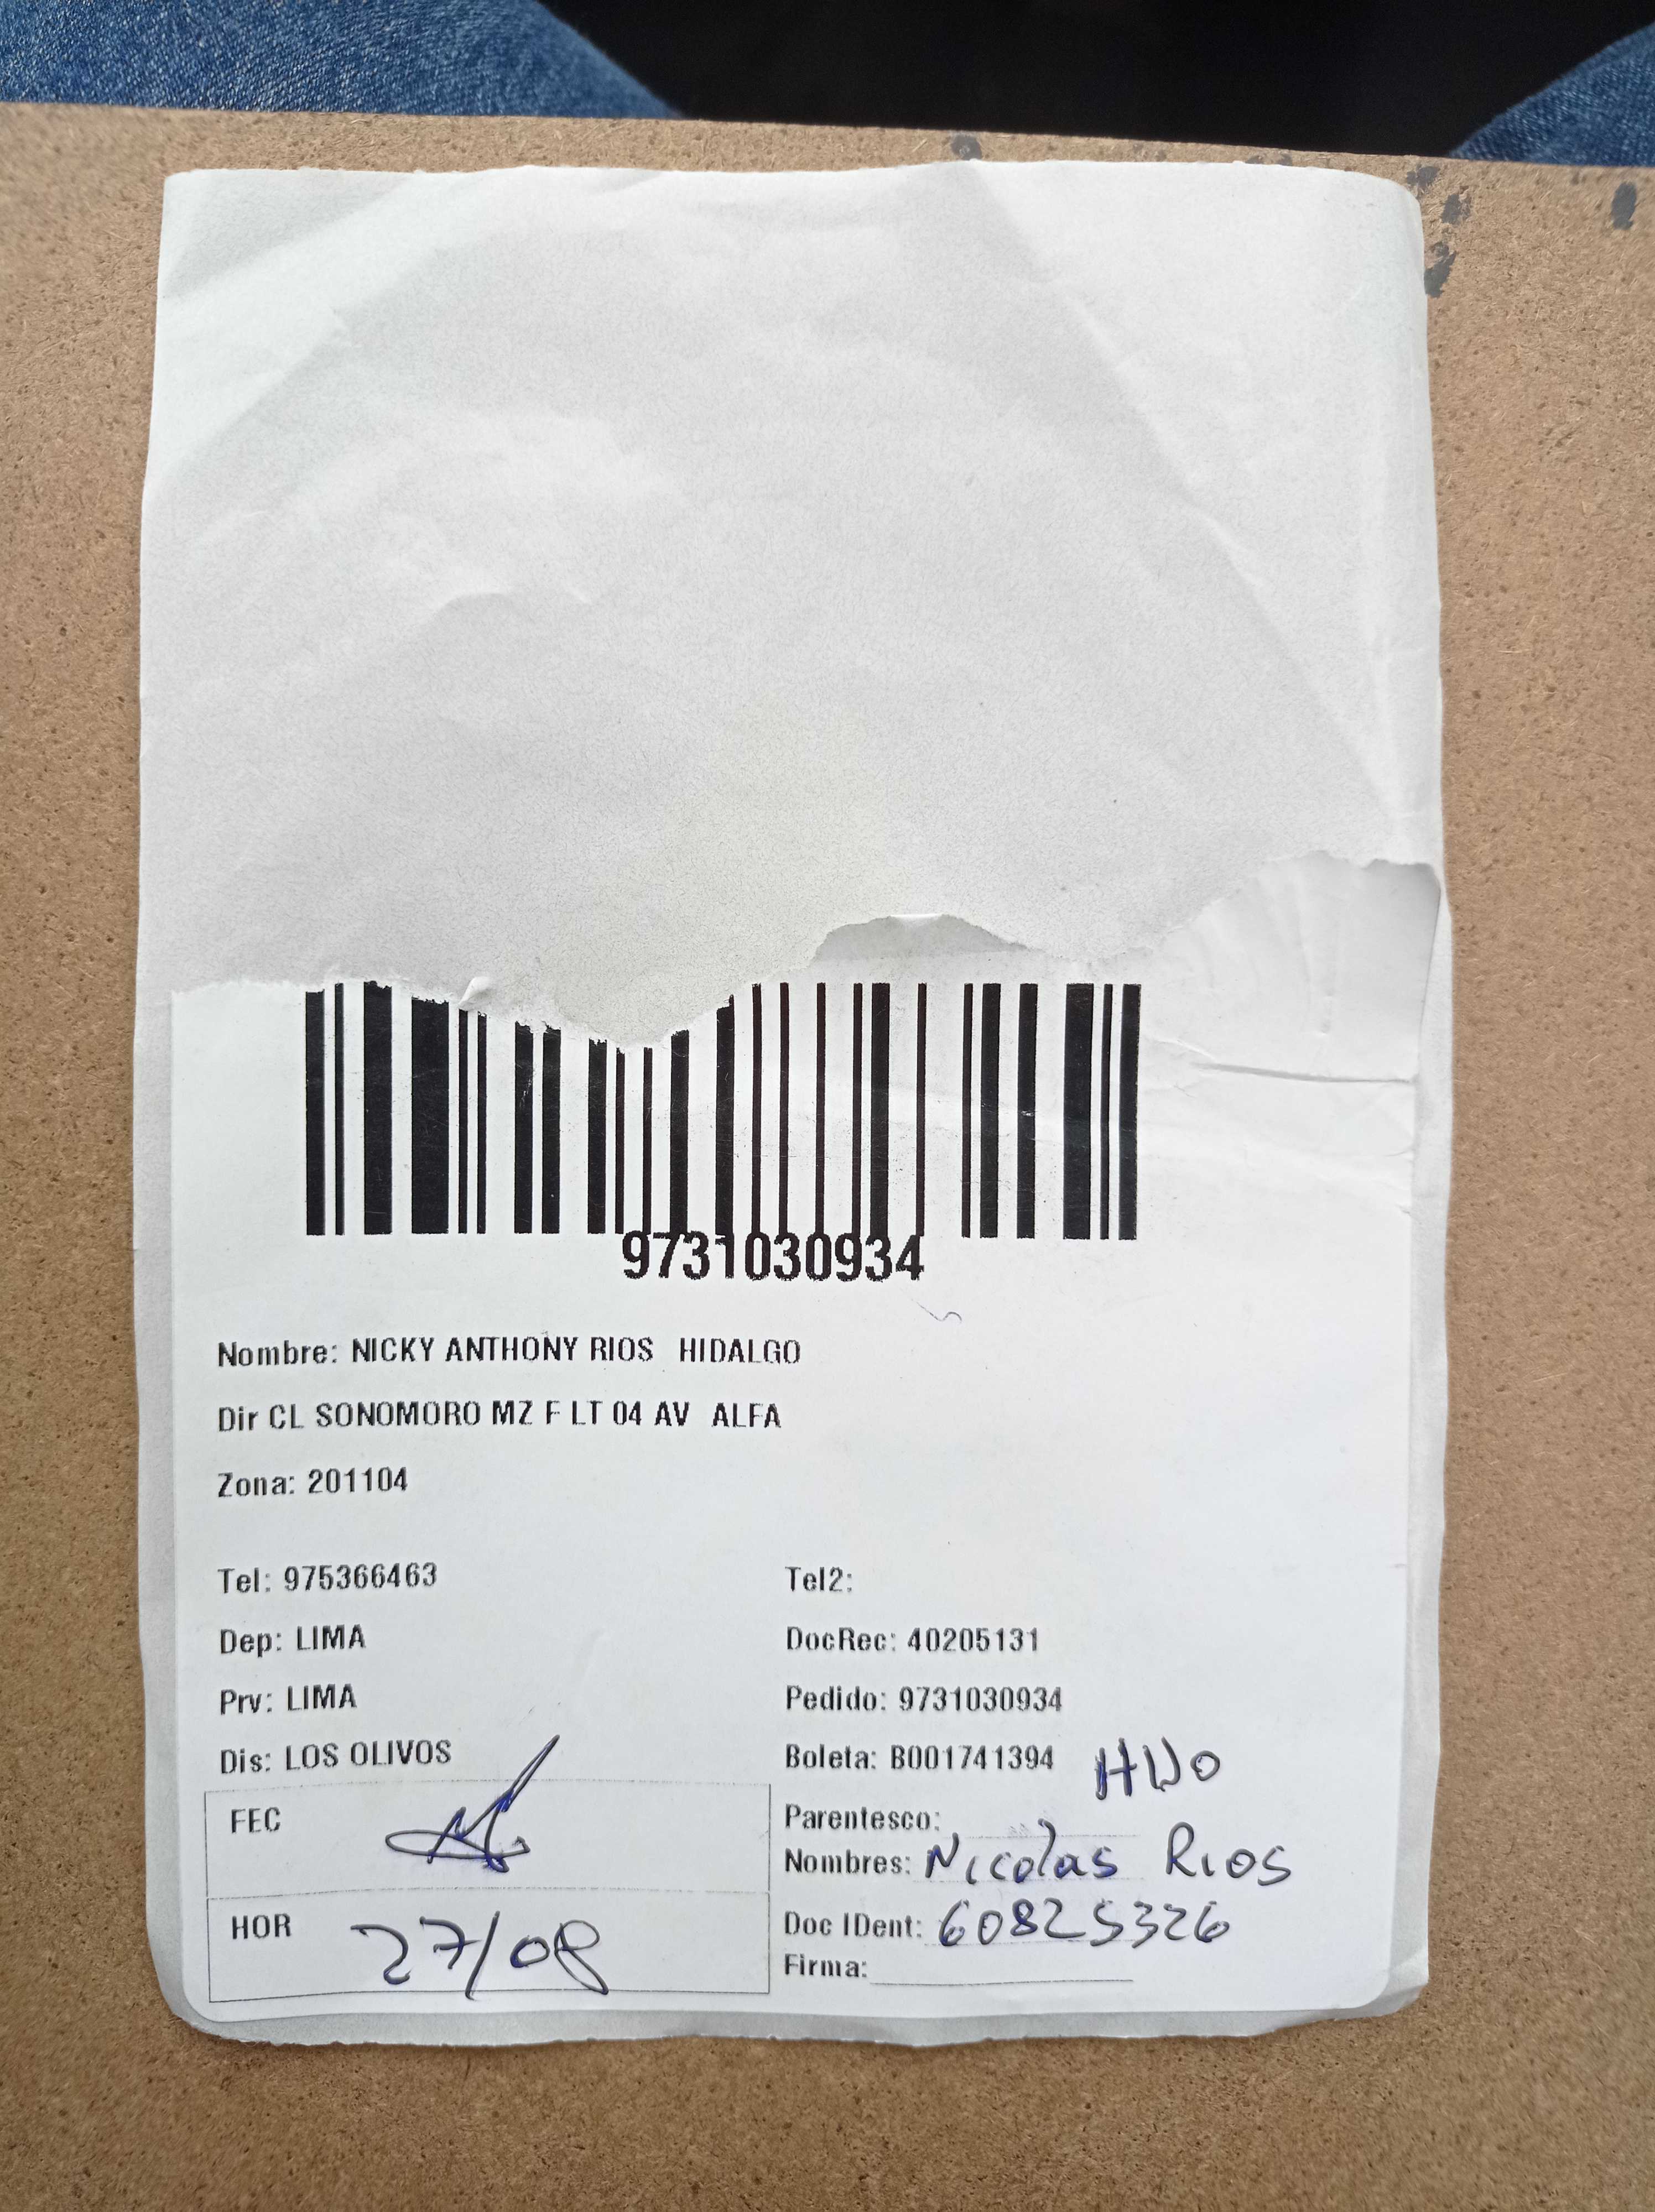 9731030934
Nombre: NICKY ANTHONY RIOS HIDALGO
Dir CL SONOMORO MZ F LT 04 AV ALFA
Zona: 201104
Tel: 975366463
Tel2:
Dep: LIMA
DocRec: 40205131
Prv: LIMA
Pedido: 9731030934
Dis: LOS OLIVOS
Boleta: B001741394
HIJO
FEC
Parentesco:
Nombres: Nicolas Rios
HOR 27/08
Doc IDent: 60825326
Firma: